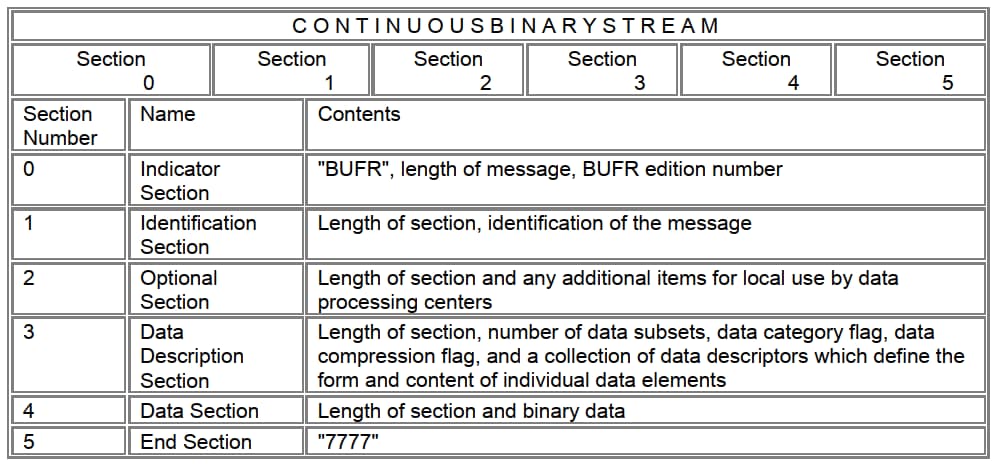 C O N T I N U O U S B I N A R Y S T R E A M
Section 0 Section 1 Section 2 Section 3 Section 4 Section 5
Section Number Name Contents
0 Indicator Section "BUFR", length of message, BUFR edition number
1 Identification Section Length of section, identification of the message
2 Optional Section Length of section and any additional items for local use by data
processing centers
3 Data Description Section Length of section, number of data subsets, data category flag, data
compression flag, and a collection of data descriptors which define the
form and content of individual data elements
4 Data Section Length of section and binary data
5 End Section "7777"